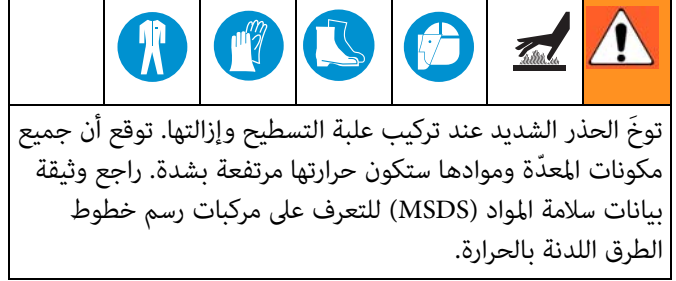 توخَ الحذر الشديد عند تركيب علبة التسطيح وإزالتها. توقع أن جميع
مكونات المعدّة وموادها ستكون حرارتها مرتفعة بشدة. راجع وثيقة
بيانات سلامة المواد (MSDS) للتعرف على مركبات رسم خطوط
الطرق اللدنة بالحرارة.